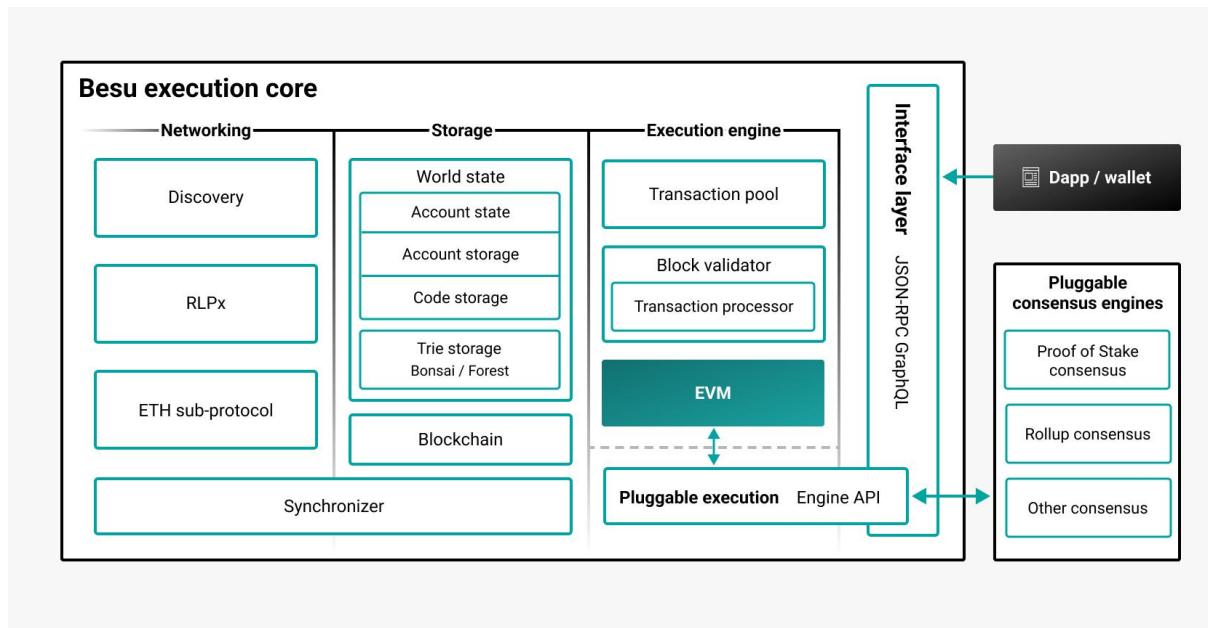 Besu execution core
Networking
Discovery
RLPx
ETH sub-protocol
Synchronizer
Storage
World state
Account state
Account storage
Code storage
Trie storage
Bonsai / Forest
Blockchain
Execution engine
Transaction pool
Block validator
Transaction processor
EVM
Pluggable execution Engine API
Interface layer JSON-RPC GraphQL
Dapp / wallet
Pluggable
consensus engines
Proof of Stake
consensus
Rollup consensus
Other consensus